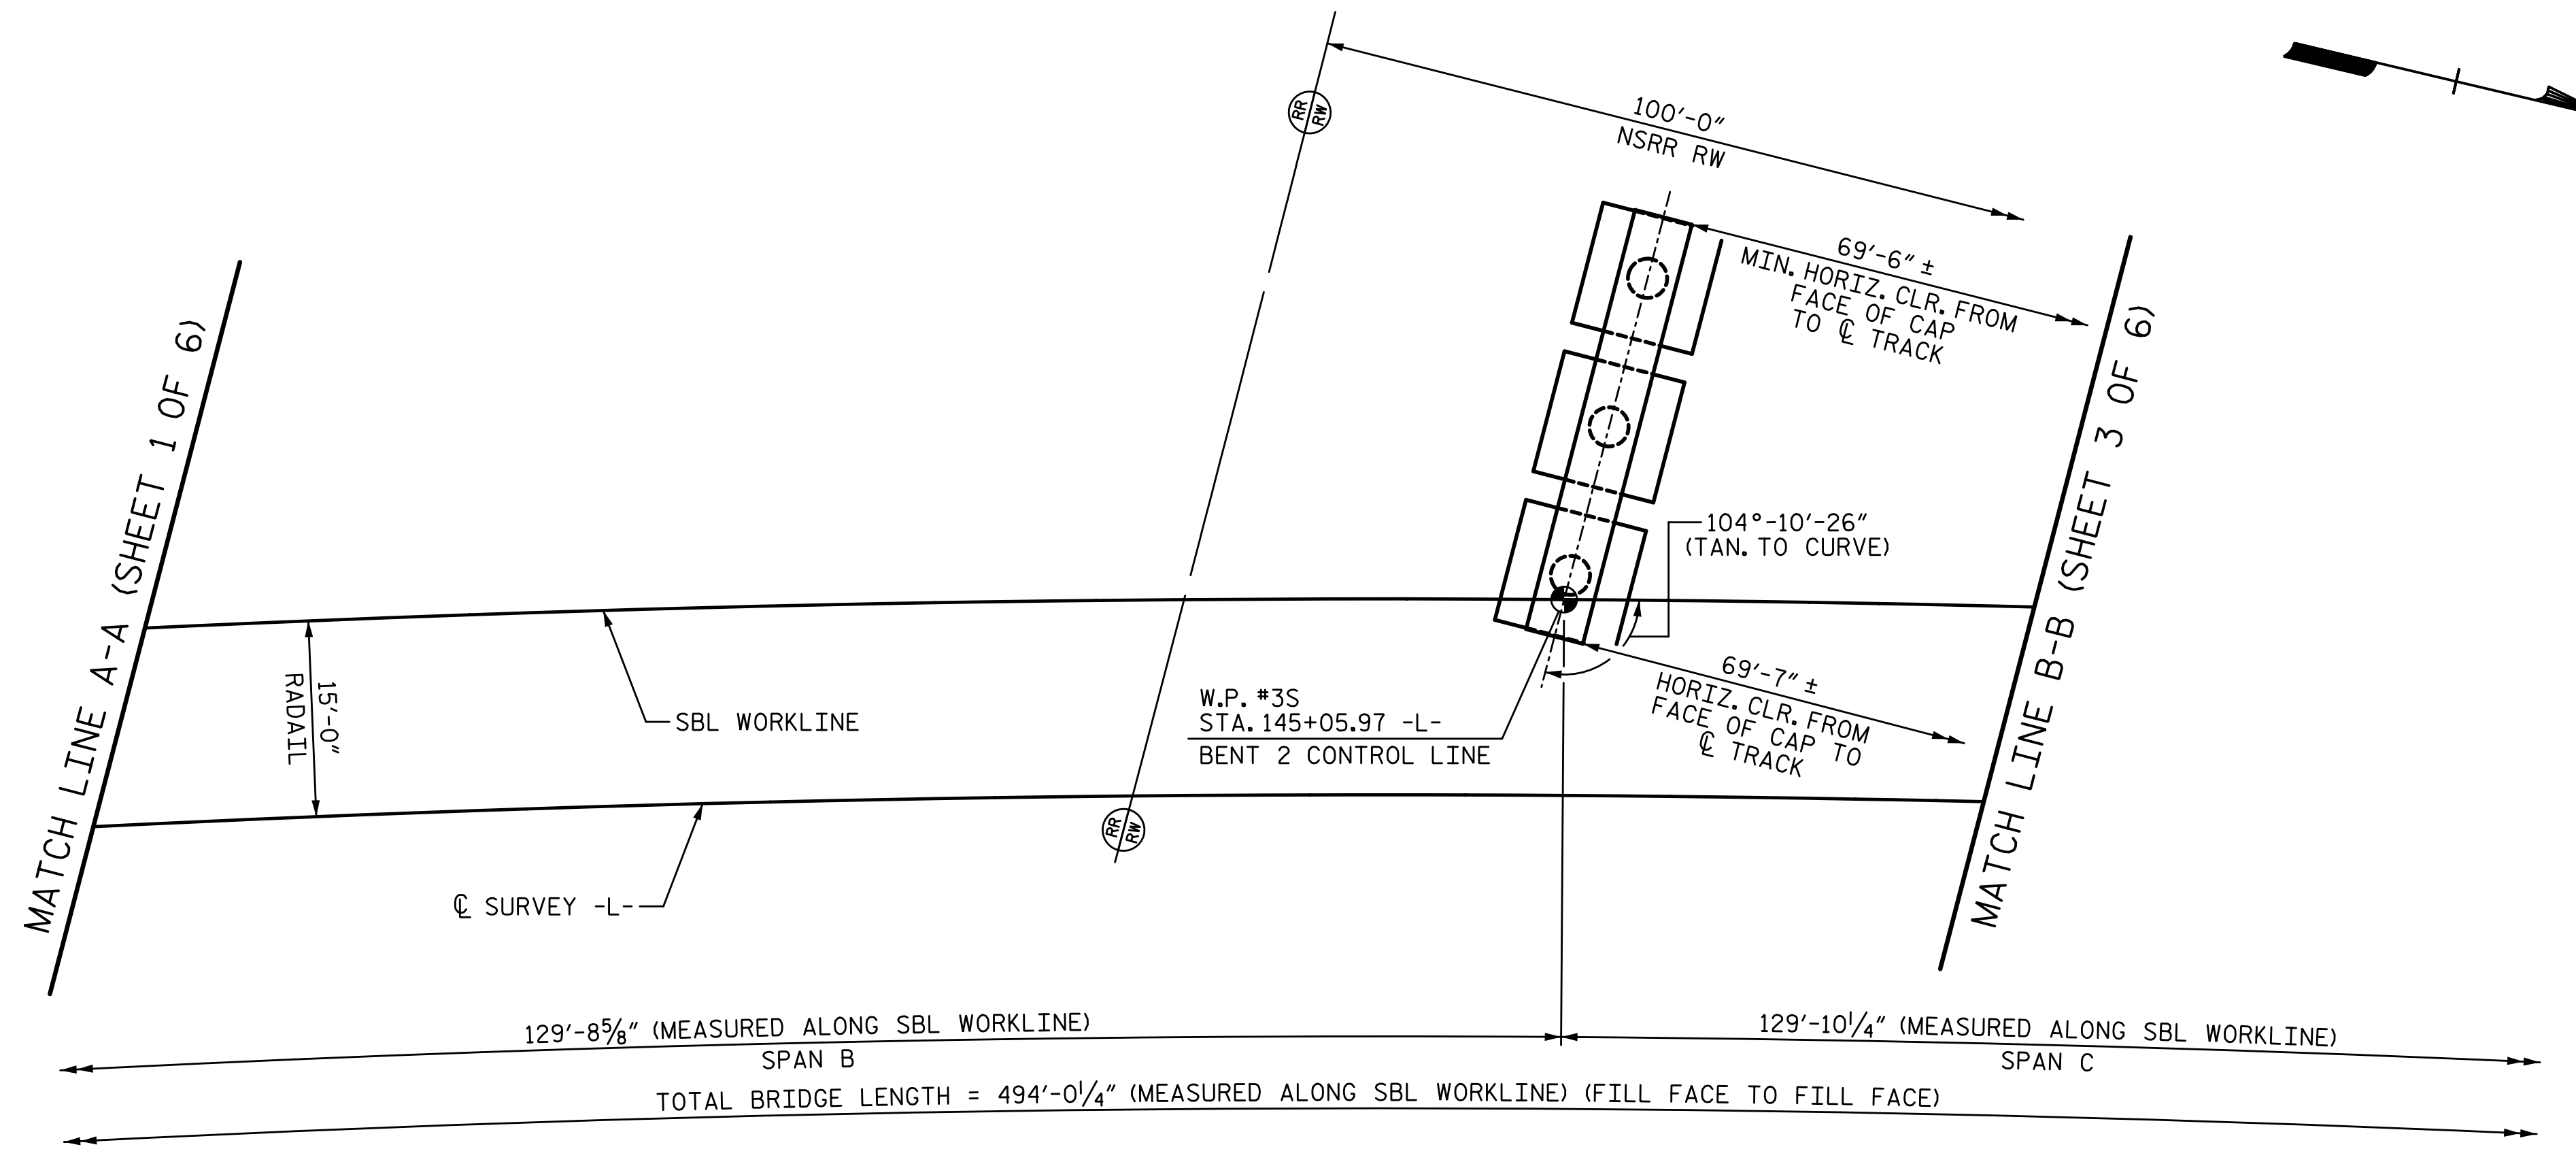 RR
RW
100'-0"
NSRR RW
69'-6" ±
MIN. HORIZ. CLR. FROM
FACE OF CAP
TO ℄ TRACK
MATCH LINE A-A (SHEET 1 OF 6)
MATCH LINE B-B (SHEET 3 OF 6)
104°-10'-26"
(TAN. TO CURVE)
15'-0"
RADAIL
SBL WORKLINE
W.P. #3S
STA. 145+05.97 -L-
BENT 2 CONTROL LINE
69'-7" ±
HORIZ. CLR. FROM
FACE OF CAP TO
℄ TRACK
RR
RW
℄ SURVEY -L-
129'-8⅝" (MEASURED ALONG SBL WORKLINE)
SPAN B
129'-10¼" (MEASURED ALONG SBL WORKLINE)
SPAN C
TOTAL BRIDGE LENGTH = 494'-0¼" (MEASURED ALONG SBL WORKLINE) (FILL FACE TO FILL FACE)